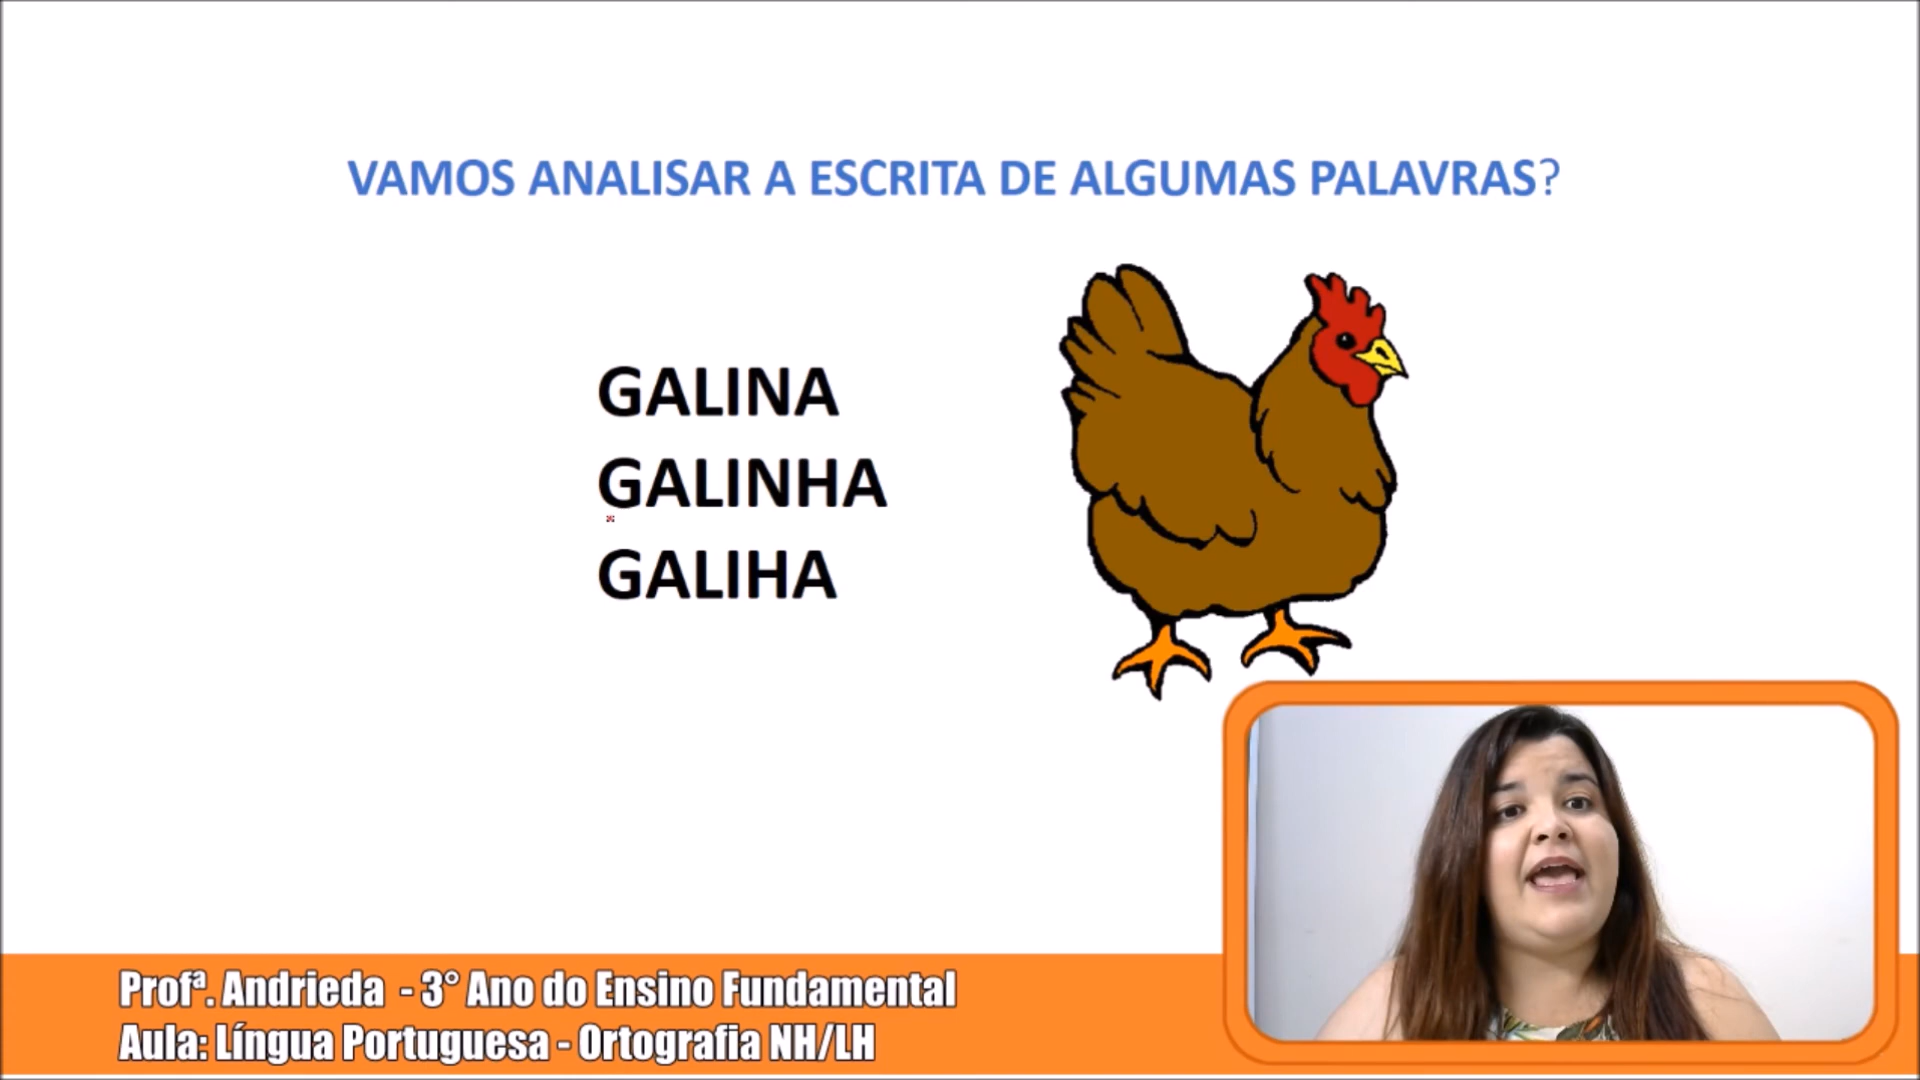 VAMOS ANALISAR A ESCRITA DE ALGUMAS PALAVRAS?
GALINA
GALINHA
GALIHA
Profª. Andrieda - 3° Ano do Ensino Fundamental
Aula: Língua Portuguesa - Ortografia NH/LH